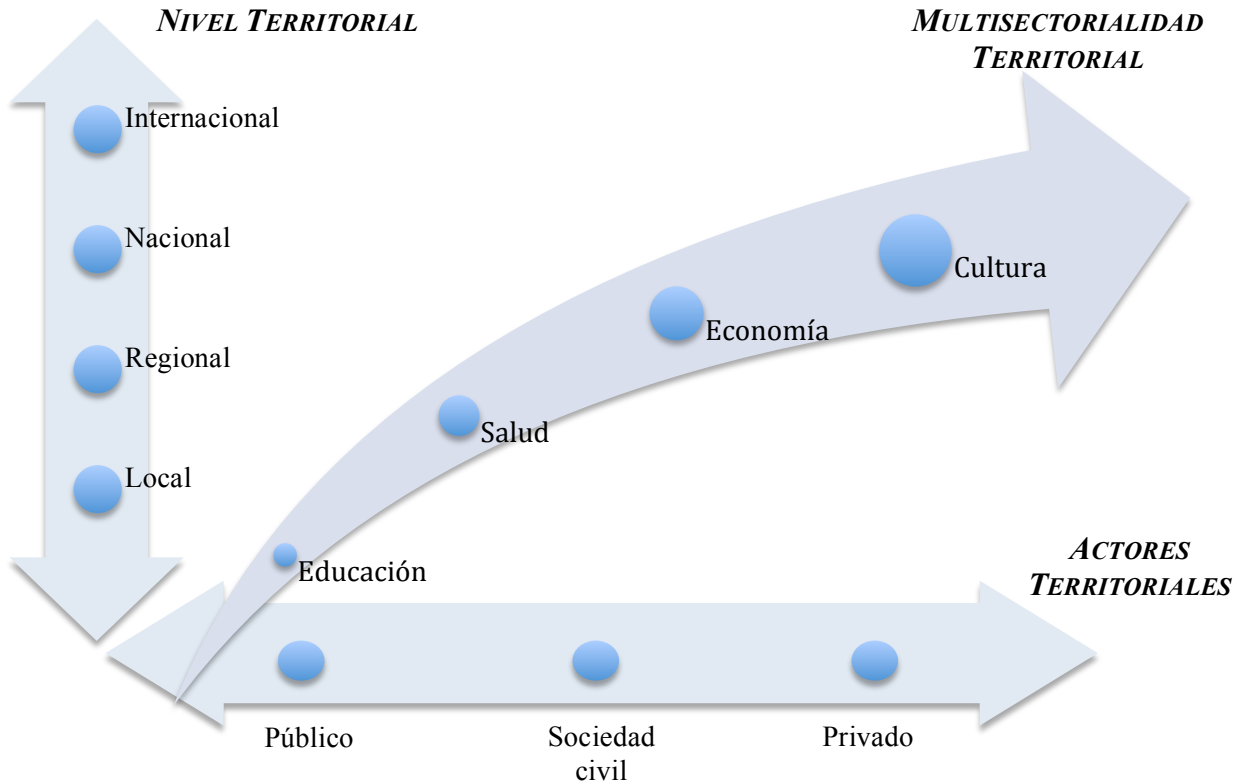 NIVEL TERRITORIAL
MULTISECTORIALIDAD
TERRITORIAL
Internacional
Nacional
Regional
Local
Cultura
Economía
Salud
Educación
ACTORES
TERRITORIALES
Público
Sociedad
civil
Privado